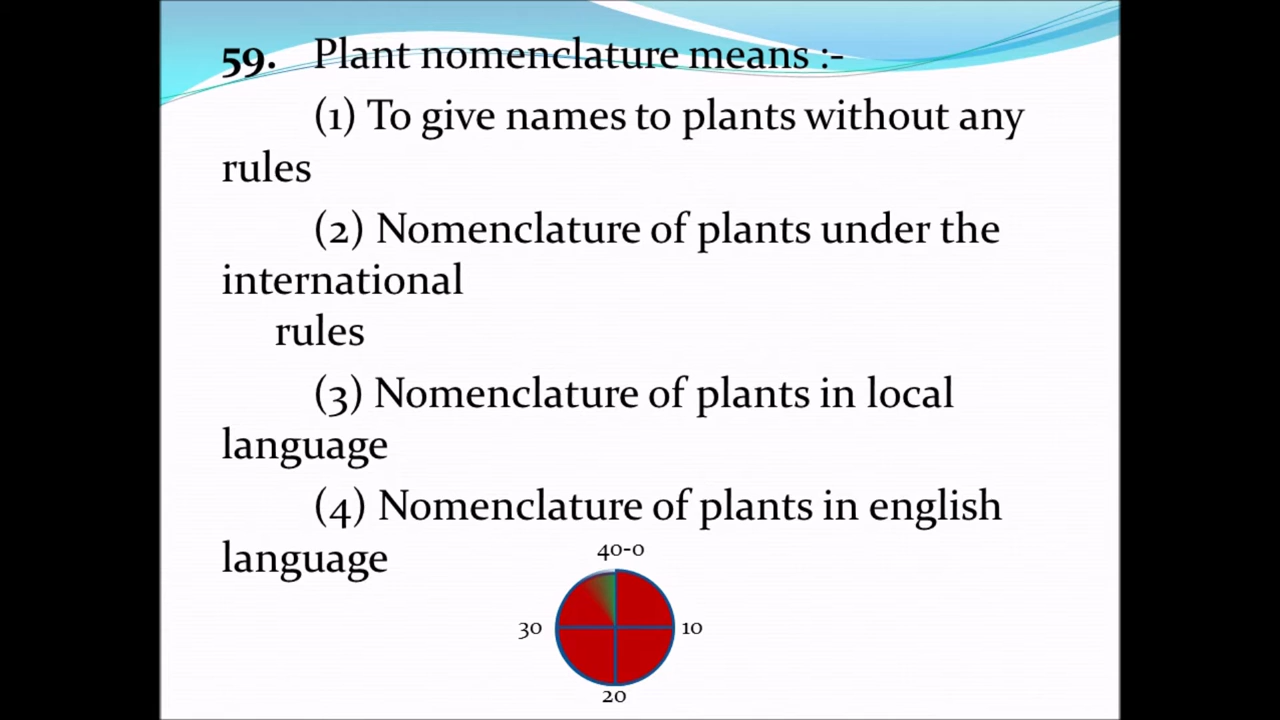 59. Plant nomenclature means :-
(1) To give names to plants without any
rules
(2) Nomenclature of plants under the
international
rules
(3) Nomenclature of plants in local
language
(4) Nomenclature of plants in english
language
40-0
30
10
20